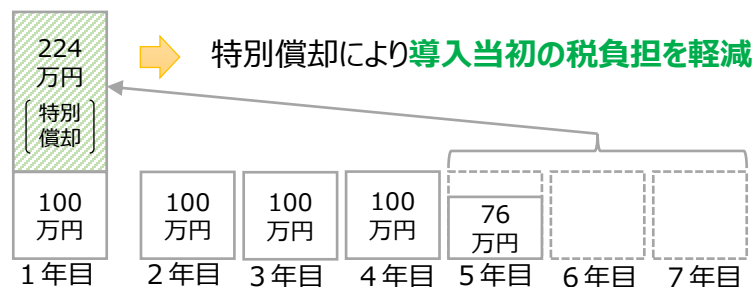 224
万円
特別
償却
特別償却により導入当初の税負担を軽減
100
万円
100
万円
100
万円
100
万円
76
万円
１年目
２年目
３年目
４年目
５年目
６年目
７年目